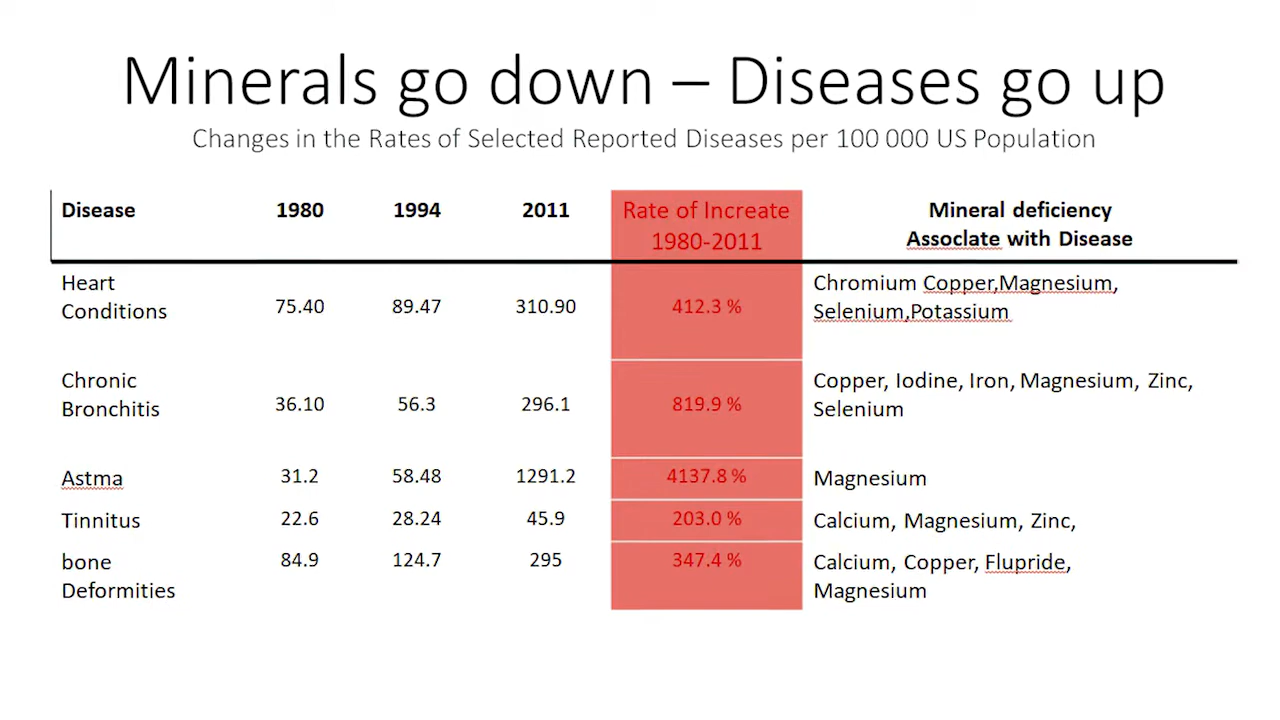 Minerals go down – Diseases go up
Changes in the Rates of Selected Reported Diseases per 100 000 US Population
Disease 1980 1994 2011 Rate of Increate 1980-2011 Mineral deficiency Assoclate with Disease
Heart Conditions 75.40 89.47 310.90 412.3 % Chromium Copper,Magnesium, Selenium,Potassium
Chronic Bronchitis 36.10 56.3 296.1 819.9 % Copper, Iodine, Iron, Magnesium, Zinc, Selenium
Astma 31.2 58.48 1291.2 4137.8 % Magnesium
Tinnitus 22.6 28.24 45.9 203.0 % Calcium, Magnesium, Zinc,
bone Deformities 84.9 124.7 295 347.4 % Calcium, Copper, Flupride, Magnesium